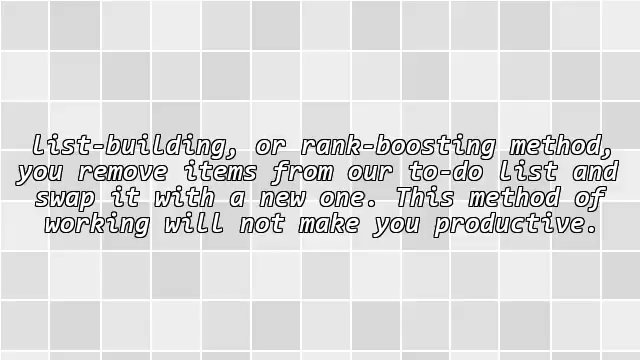 list-building, or rank-boosting method,
you remove items from our to-do list and
swap it with a new one. This method of
working will not make you productive.